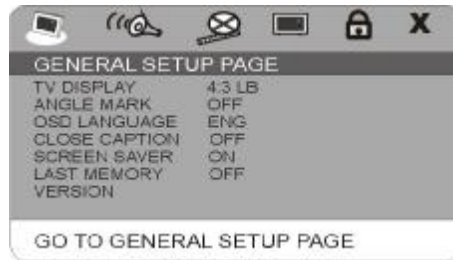 X
GENERAL SETUP PAGE
TV DISPLAY 4:3 LB
ANGLE MARK OFF
OSD LANGUAGE ENG
CLOSE CAPTION OFF
SCREEN SAVER ON
LAST MEMORY OFF
VERSION
GO TO GENERAL SETUP PAGE